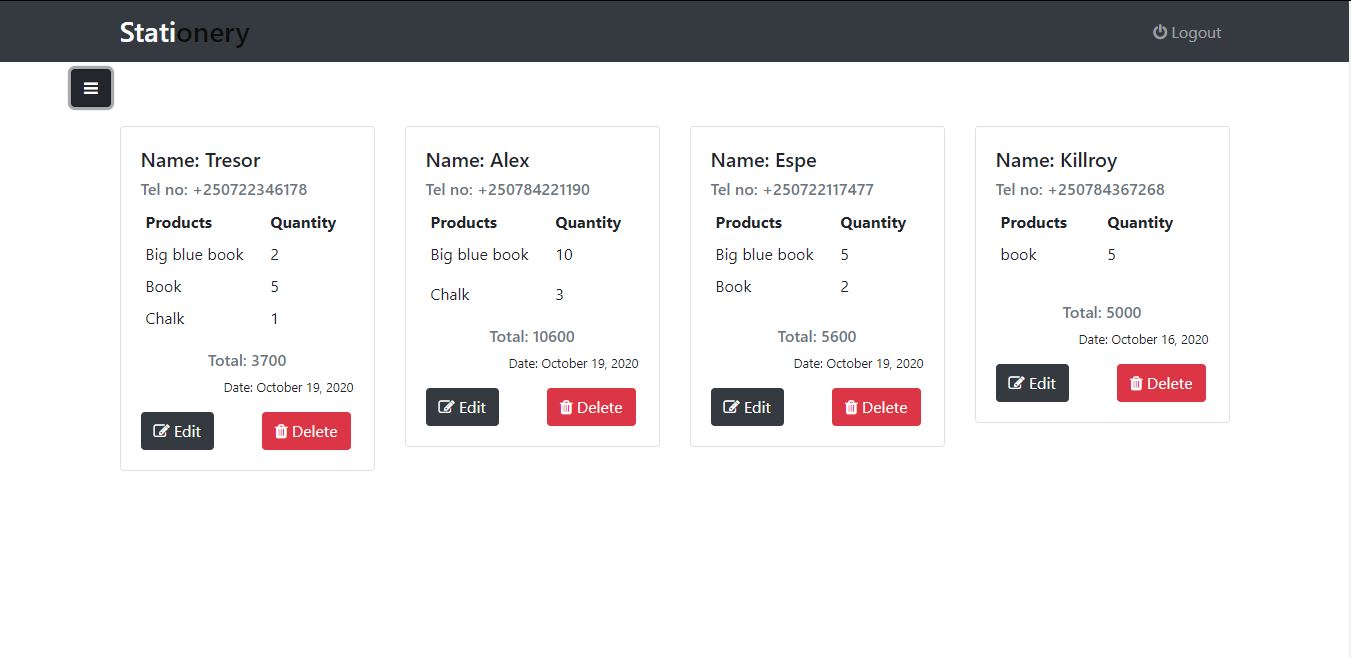 Stationery
Logout
Name: Tresor
Tel no: +250722346178
Products Quantity
Big blue book 2
Book 5
Chalk 1
Total: 3700
Date: October 19, 2020
Edit Delete
Name: Alex
Tel no: +250784221190
Products Quantity
Big blue book 10
Chalk 3
Total: 10600
Date: October 19, 2020
Edit Delete
Name: Espe
Tel no: +250722117477
Products Quantity
Big blue book 5
Book 2
Total: 5600
Date: October 19, 2020
Edit Delete
Name: Killroy
Tel no: +250784367268
Products Quantity
book 5
Total: 5000
Date: October 16, 2020
Edit Delete